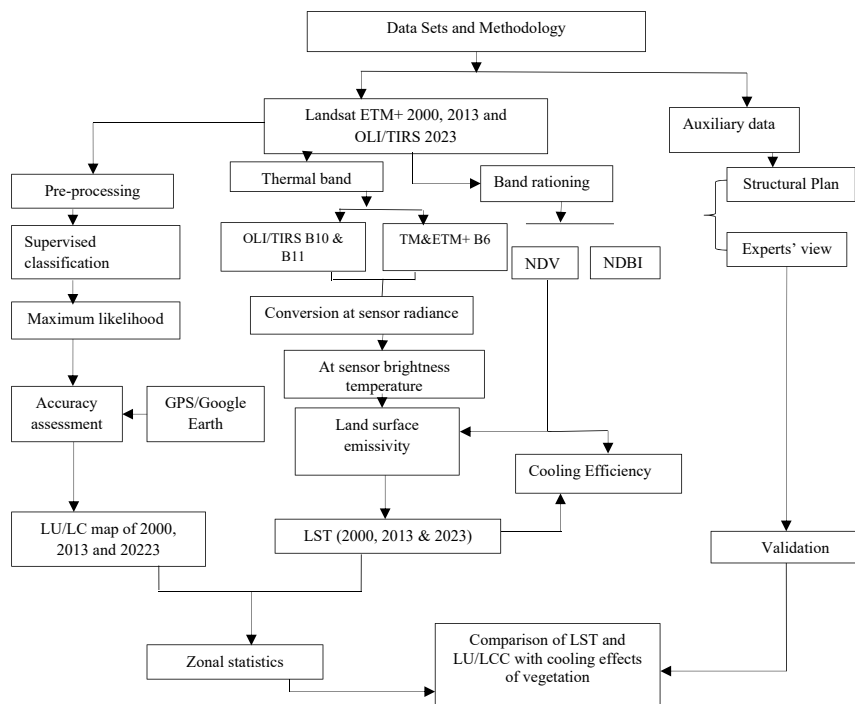 Data Sets and Methodology
Landsat ETM+ 2000, 2013 and
OLI/TIRS 2023
Auxiliary data
Pre-processing
Thermal band
Band rationing
Structural Plan
Supervised
classification
OLI/TIRS B10 &
B11
TM&ETM+ B6
NDV
NDBI
Experts’ view
Maximum likelihood
Conversion at sensor radiance
At sensor brightness
temperature
Accuracy
assessment
GPS/Google
Earth
Land surface
emissivity
Cooling Efficiency
LU/LC map of 2000,
2013 and 20223
LST (2000, 2013 & 2023)
Validation
Zonal statistics
Comparison of LST and
LU/LCC with cooling effects
of vegetation